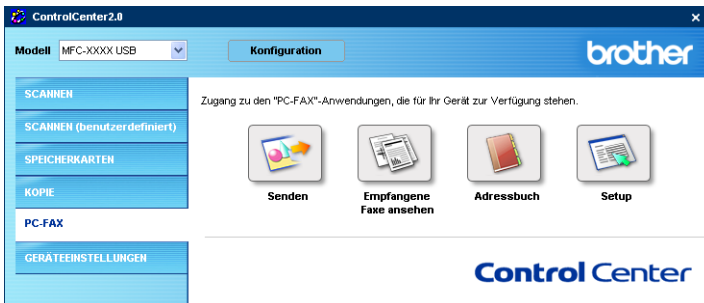 ControlCenter2.0
Modell MFC-XXXX USB Konfiguration brother
SCANNEN
SCANNEN (benutzerdefiniert)
SPEICHERKARTEN
KOPIE
PC-FAX
GERÄTEEINSTELLUNGEN
Zugang zu den "PC-FAX"-Anwendungen, die für Ihr Gerät zur Verfügung stehen.
Senden
Empfangene
Faxe ansehen
Adressbuch
Setup
Control Center